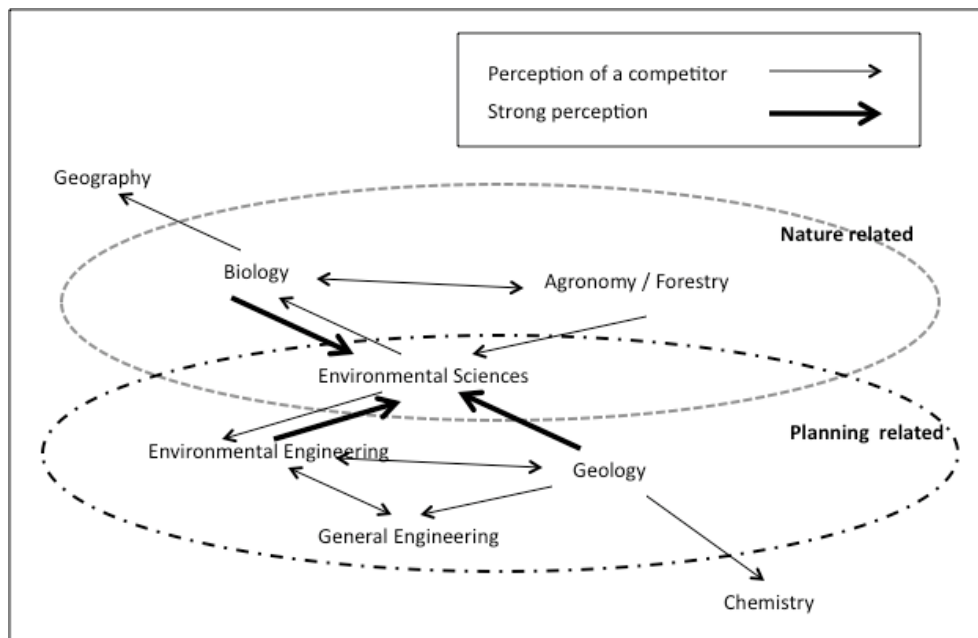 Perception of a competitor
Strong perception
Geography
Nature related
Biology
Agronomy / Forestry
Environmental Sciences
Planning related
Environmental Engineering
Geology
General Engineering
Chemistry